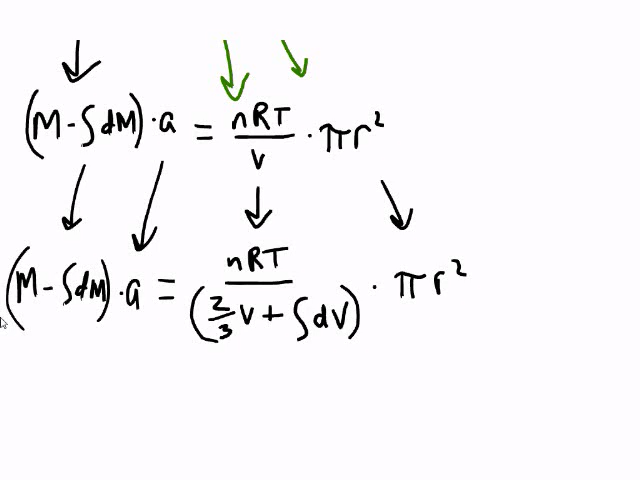 (M - ∫dM) · a = nRT/V · πr²
(M - ∫dM) · a = nRT/(2/3 V + ∫dV) · πr²